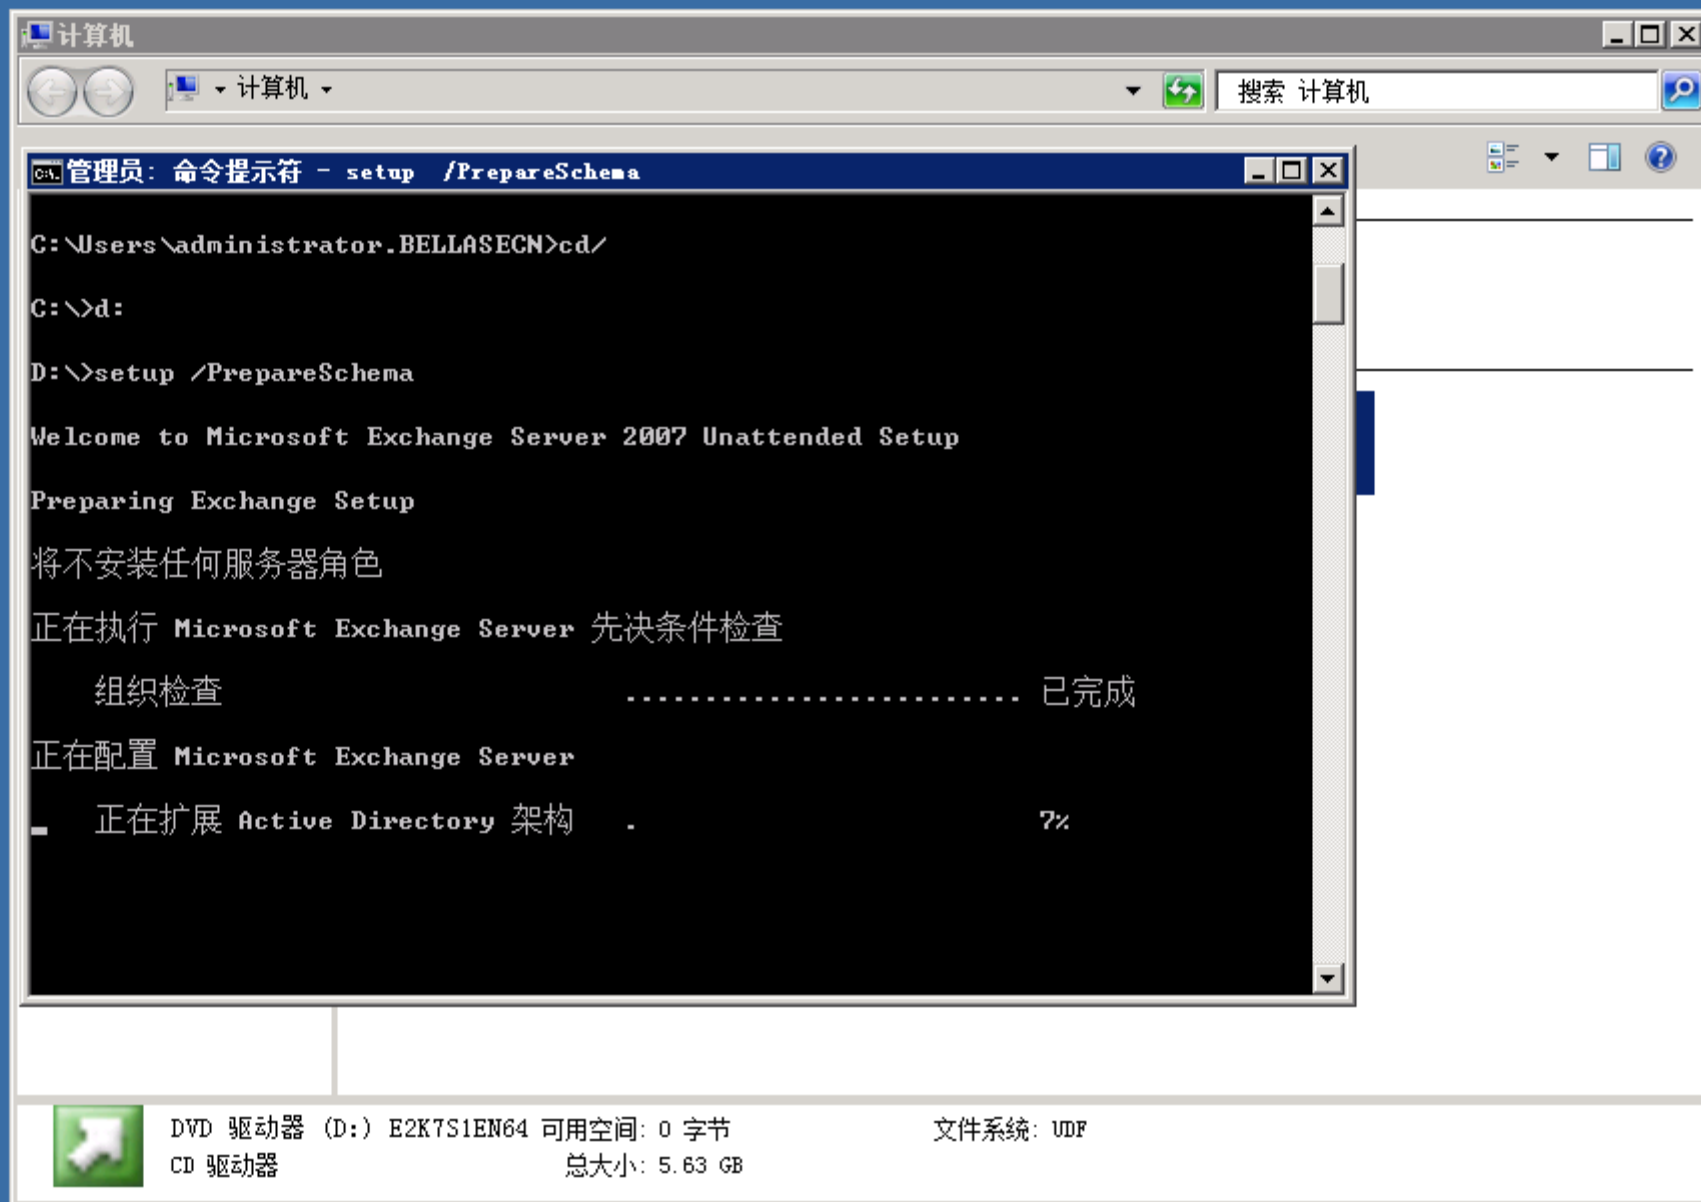 计算机
计算机
搜索 计算机
管理员: 命令提示符 - setup  /PrepareSchema
C:\Users\administrator.BELLASECN>cd/
C:\>d:
D:\>setup /PrepareSchema
Welcome to Microsoft Exchange Server 2007 Unattended Setup
Preparing Exchange Setup
将不安装任何服务器角色
正在执行 Microsoft Exchange Server 先决条件检查
组织检查 ......................... 已完成
正在配置 Microsoft Exchange Server
正在扩展 Active Directory 架构 . 7%
DVD 驱动器 (D:) E2K7S1EN64 可用空间: 0 字节 文件系统: UDF
CD 驱动器 总大小: 5.63 GB